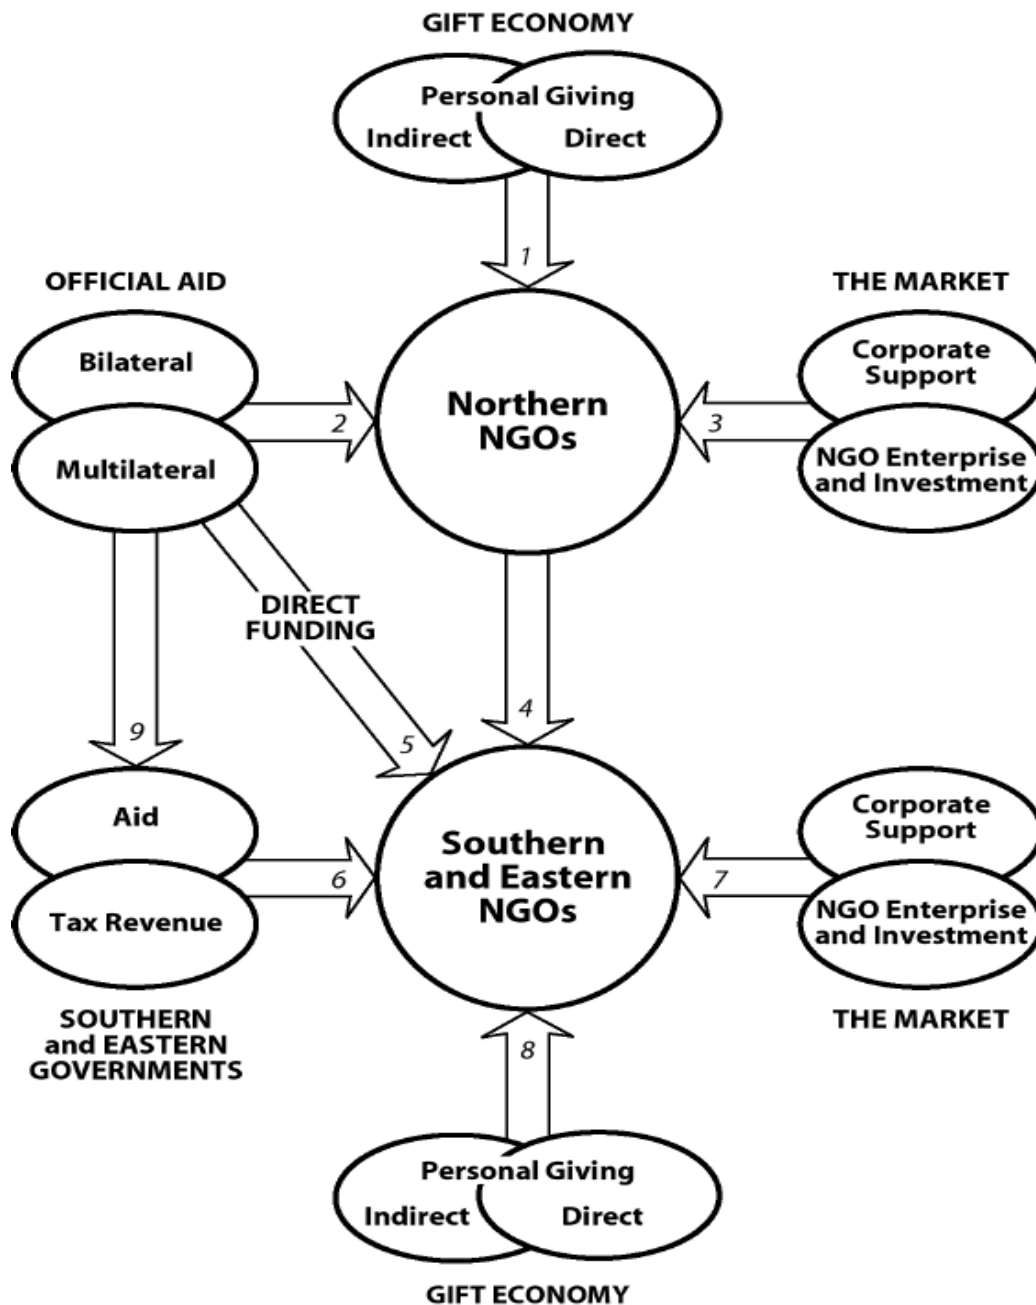 GIFT ECONOMY
Personal Giving
Indirect
Direct
1
OFFICIAL AID
Bilateral
Multilateral
2
Northern
NGOs
THE MARKET
Corporate
Support
NGO Enterprise
and Investment
3
DIRECT
FUNDING
9
5
4
Aid
Tax Revenue
SOUTHERN
and EASTERN
GOVERNMENTS
6
Southern
and Eastern
NGOs
7
Corporate
Support
NGO Enterprise
and Investment
THE MARKET
8
Personal Giving
Indirect
Direct
GIFT ECONOMY